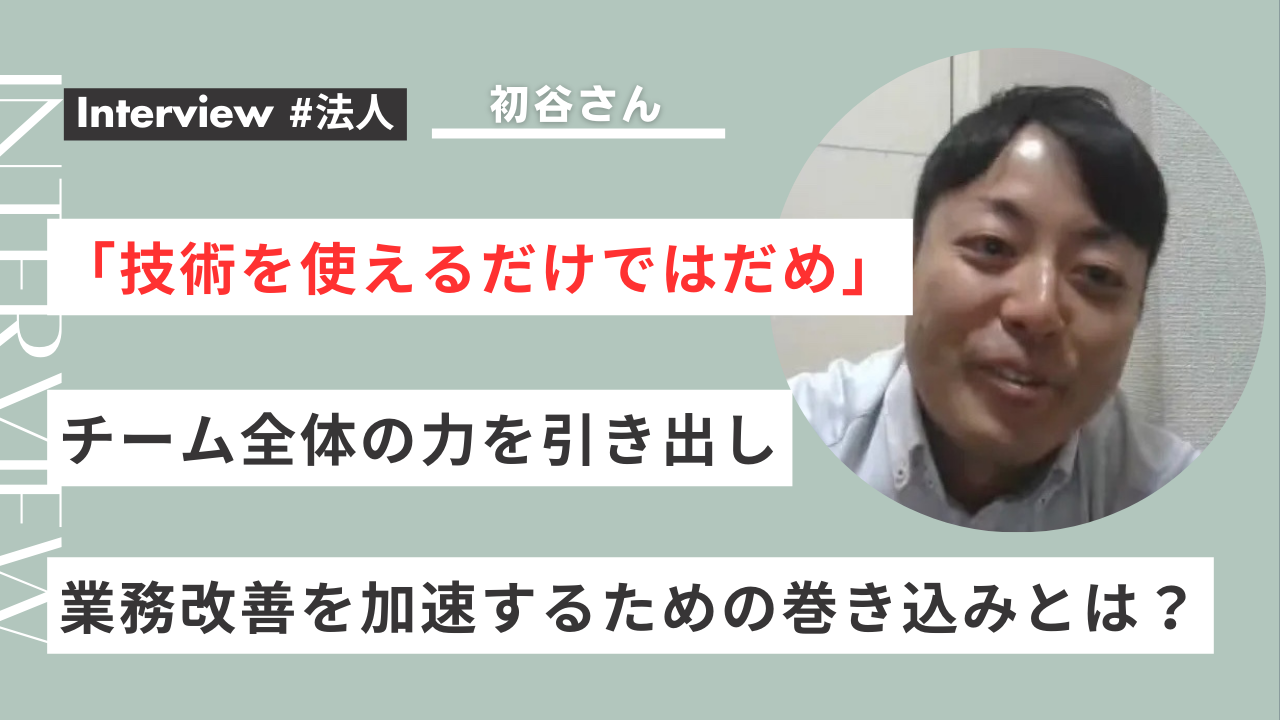 INTERVIEW
Interview #法人
初谷さん
「技術を使えるだけではだめ」
チーム全体の力を引き出し
業務改善を加速するための巻き込みとは？